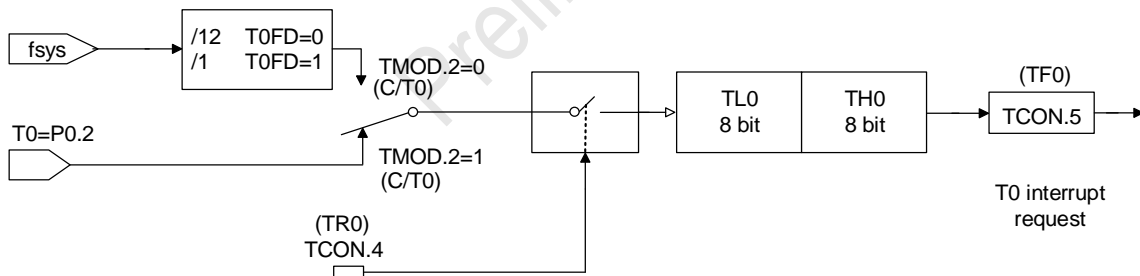 fsys
/12 T0FD=0
/1 T0FD=1
TMOD.2=0
(C/T0)
T0=P0.2
TMOD.2=1
(C/T0)
(TR0)
TCON.4
TL0
8 bit
TH0
8 bit
(TF0)
TCON.5
T0 interrupt
request